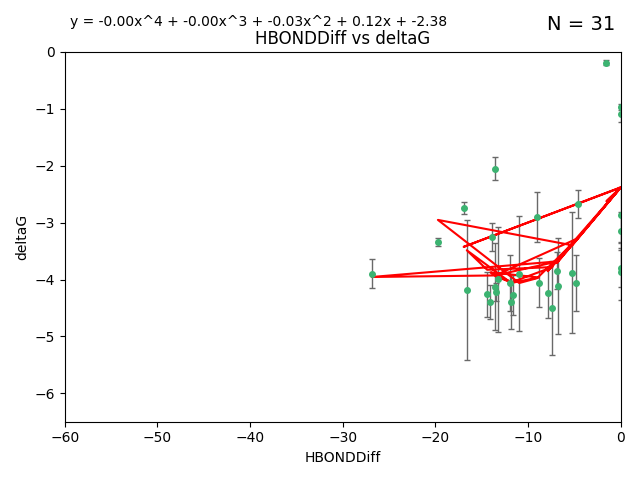 y = -0.00x^4 + -0.00x^3 + -0.03x^2 + 0.12x + -2.38
N = 31
HBONDDiff vs deltaG
0
−1
−2
−3
−4
−5
−6
deltaG
−60
−50
−40
−30
−20
−10
0
HBONDDiff